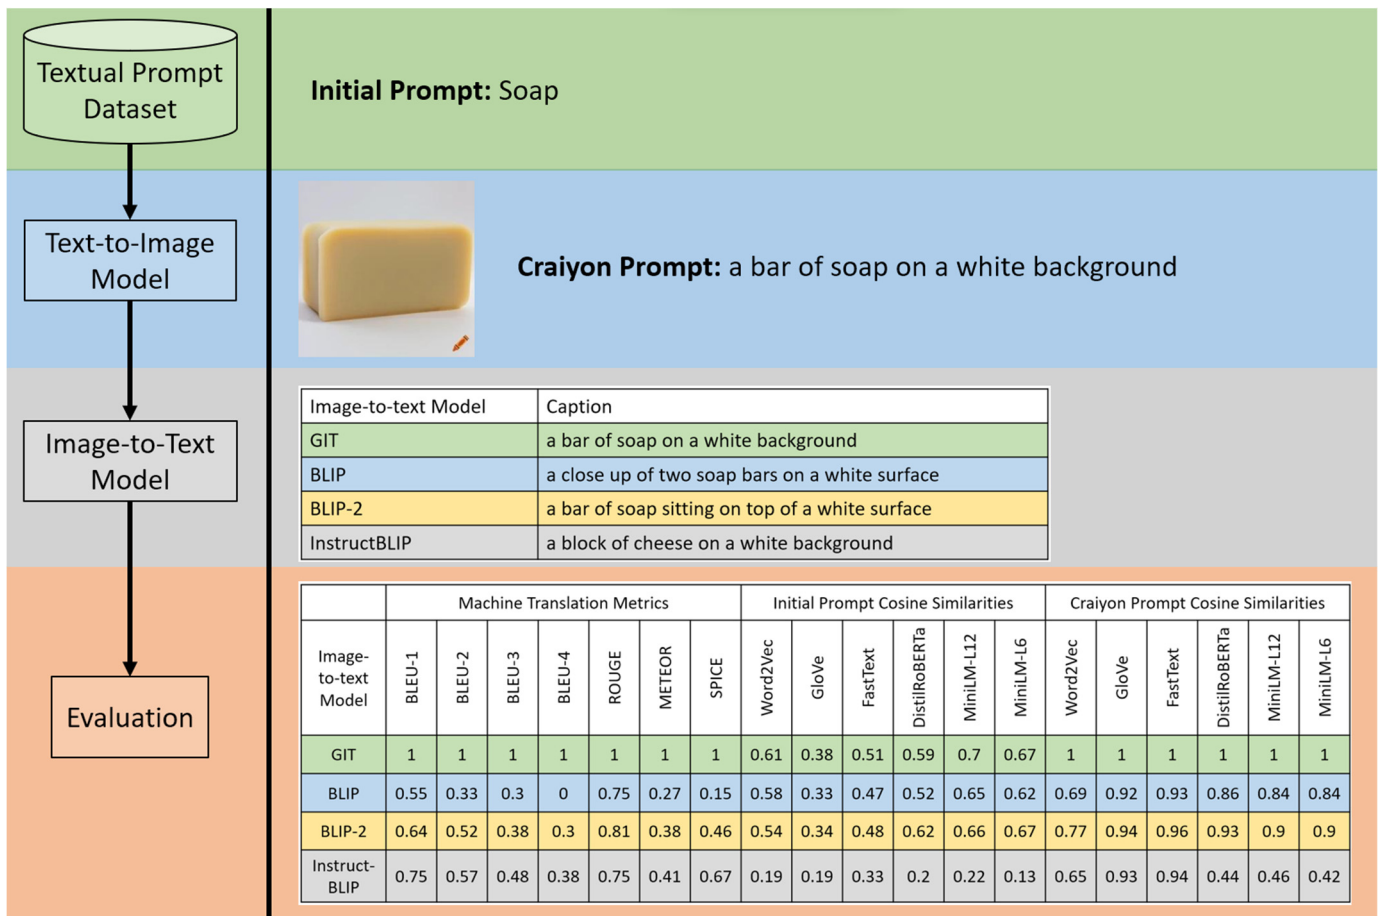 Textual Prompt
Dataset
Initial Prompt: Soap
Text-to-Image
Model
Craiyon Prompt: a bar of soap on a white background
Image-to-Text
Model
Image-to-text Model Caption
GIT a bar of soap on a white background
BLIP a close up of two soap bars on a white surface
BLIP-2 a bar of soap sitting on top of a white surface
InstructBLIP a block of cheese on a white background
Evaluation
Machine Translation Metrics Initial Prompt Cosine Similarities Craiyon Prompt Cosine Similarities
Image-
to-text
Model
BLEU-1 BLEU-2 BLEU-3 BLEU-4 ROUGE METEOR SPICE Word2Vec GloVe FastText DistilRoBERTa MiniLM-L12 MiniLM-L6 Word2Vec GloVe FastText DistilRoBERTa MiniLM-L12 MiniLM-L6
GIT 1 1 1 1 1 1 1 0.61 0.38 0.51 0.59 0.7 0.67 1 1 1 1 1 1
BLIP 0.55 0.33 0.3 0 0.75 0.27 0.15 0.58 0.33 0.47 0.52 0.65 0.62 0.69 0.92 0.93 0.86 0.84 0.84
BLIP-2 0.64 0.52 0.38 0.3 0.81 0.38 0.46 0.54 0.34 0.48 0.62 0.66 0.67 0.77 0.94 0.96 0.93 0.9 0.9
Instruct-
BLIP 0.75 0.57 0.48 0.38 0.75 0.41 0.67 0.19 0.19 0.33 0.2 0.22 0.13 0.65 0.93 0.94 0.44 0.46 0.42